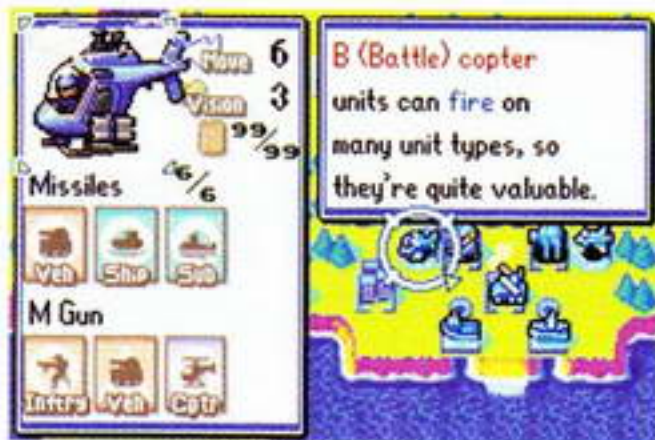 Move 6
Vision 3
99/99
Missiles 6/6
Veh Ship Sub
M Gun
Inftry Veh Cptr
B (Battle) copter
units can fire on
many unit types, so
they're quite valuable.